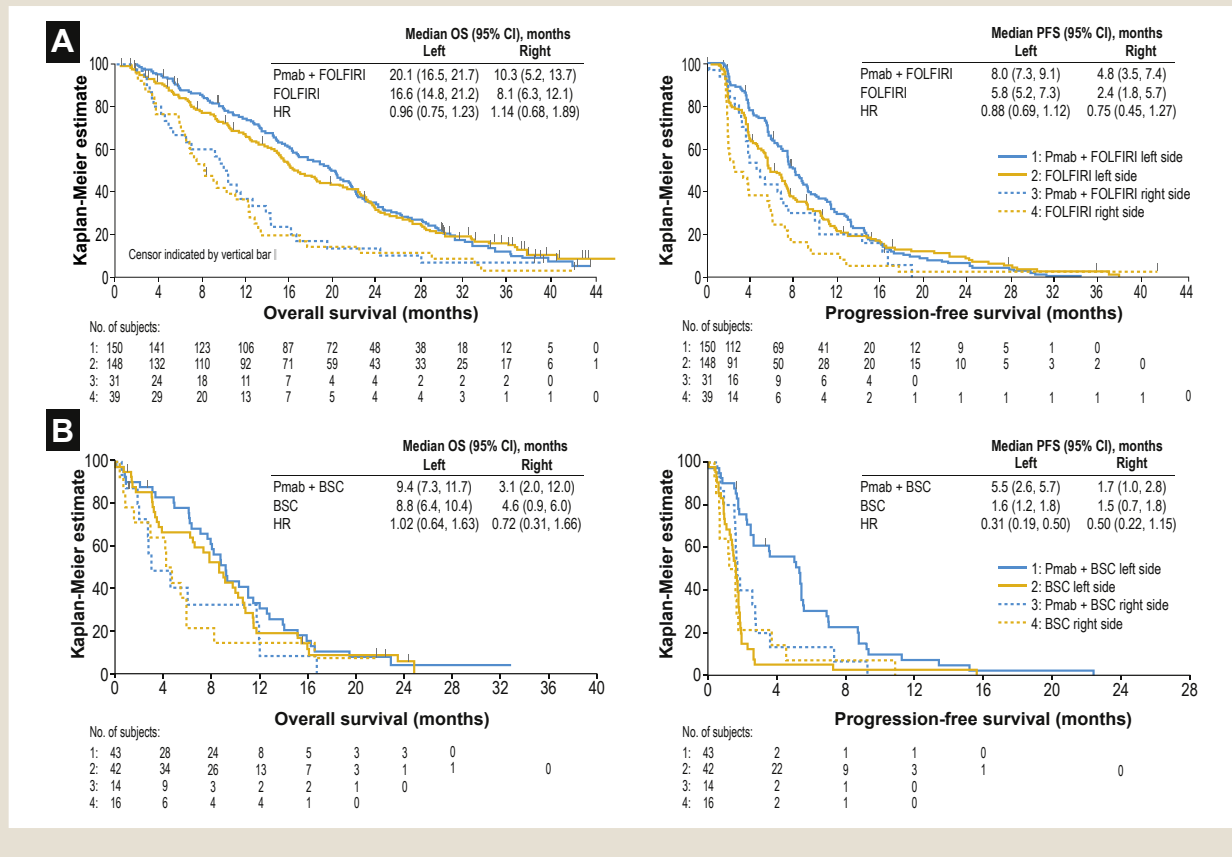 A
Median OS (95% CI), months
Left Right
Pmab + FOLFIRI 20.1 (16.5, 21.7) 10.3 (5.2, 13.7)
FOLFIRI 16.6 (14.8, 21.2) 8.1 (6.3, 12.1)
HR 0.96 (0.75, 1.23) 1.14 (0.68, 1.89)
Kaplan-Meier estimate
100
80
60
40
20
0
Censor indicated by vertical bar
0 4 8 12 16 20 24 28 32 36 40 44
Overall survival (months)
No. of subjects:
1: 150 141 123 106 87 72 48 38 18 12 5 0
2: 148 132 110 92 71 59 43 33 25 17 6 1
3: 31 24 18 11 7 4 4 2 2 2 0
4: 39 29 20 13 7 5 4 4 3 1 1 0
Median PFS (95% CI), months
Left Right
Pmab + FOLFIRI 8.0 (7.3, 9.1) 4.8 (3.5, 7.4)
FOLFIRI 5.8 (5.2, 7.3) 2.4 (1.8, 5.7)
HR 0.88 (0.69, 1.12) 0.75 (0.45, 1.27)
Kaplan-Meier estimate
100
80
60
40
20
0
1: Pmab + FOLFIRI left side
2: FOLFIRI left side
3: Pmab + FOLFIRI right side
4: FOLFIRI right side
0 4 8 12 16 20 24 28 32 36 40 44
Progression-free survival (months)
No. of subjects:
1: 150 112 69 41 20 12 9 5 1 0
2: 148 91 50 28 20 15 10 5 3 2 0
3: 31 16 9 6 4 0
4: 39 14 6 4 2 1 1 1 1 1 1 0
B
Median OS (95% CI), months
Left Right
Pmab + BSC 9.4 (7.3, 11.7) 3.1 (2.0, 12.0)
BSC 8.8 (6.4, 10.4) 4.6 (0.9, 6.0)
HR 1.02 (0.64, 1.63) 0.72 (0.31, 1.66)
Kaplan-Meier estimate
100
80
60
40
20
0
0 4 8 12 16 20 24 28 32 36 40
Overall survival (months)
No. of subjects:
1: 43 28 24 8 5 3 3 0
2: 42 34 26 13 7 3 1 1 0
3: 14 9 3 2 2 1 0
4: 16 6 4 4 1 0
Median PFS (95% CI), months
Left Right
Pmab + BSC 5.5 (2.6, 5.7) 1.7 (1.0, 2.8)
BSC 1.6 (1.2, 1.8) 1.5 (0.7, 1.8)
HR 0.31 (0.19, 0.50) 0.50 (0.22, 1.15)
Kaplan-Meier estimate
100
80
60
40
20
0
1: Pmab + BSC left side
2: BSC left side
3: Pmab + BSC right side
4: BSC right side
0 4 8 12 16 20 24 28
Progression-free survival (months)
No. of subjects:
1: 43 2 1 1 0
2: 42 22 9 3 1 0
3: 14 2 1 0
4: 16 2 1 0